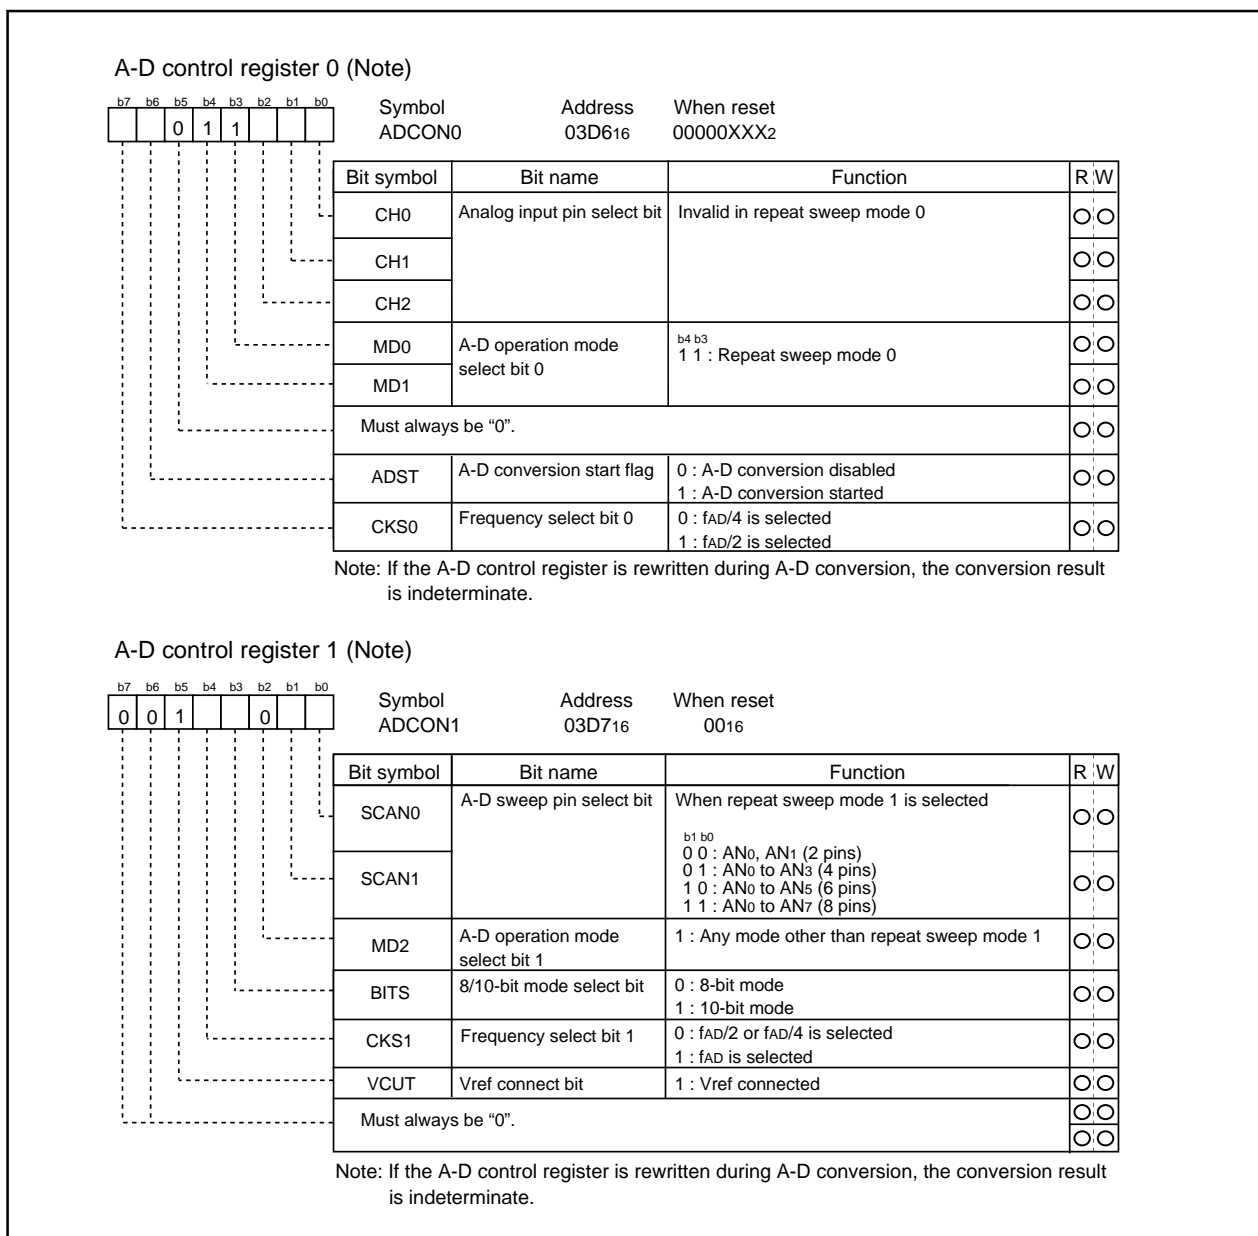 A-D control register 0 (Note)
b7 b6 b5 b4 b3 b2 b1 b0
0 1 1
Symbol Address When reset
ADCON0 03D616 00000XXX2
Bit symbol Bit name Function R W
CH0 Analog input pin select bit Invalid in repeat sweep mode 0
CH1
CH2
MD0 A-D operation mode select bit 0 b4 b3
1 1 : Repeat sweep mode 0
MD1
Must always be “0”.
ADST A-D conversion start flag 0 : A-D conversion disabled
1 : A-D conversion started
CKS0 Frequency select bit 0 0 : fAD/4 is selected
1 : fAD/2 is selected
Note: If the A-D control register is rewritten during A-D conversion, the conversion result
is indeterminate.
A-D control register 1 (Note)
b7 b6 b5 b4 b3 b2 b1 b0
0 0 1 0
Symbol Address When reset
ADCON1 03D716 0016
Bit symbol Bit name Function R W
SCAN0 A-D sweep pin select bit When repeat sweep mode 1 is selected
b1 b0
0 0 : AN0, AN1 (2 pins)
0 1 : AN0 to AN3 (4 pins)
SCAN1 1 0 : AN0 to AN5 (6 pins)
1 1 : AN0 to AN7 (8 pins)
MD2 A-D operation mode select bit 1 1 : Any mode other than repeat sweep mode 1
BITS 8/10-bit mode select bit 0 : 8-bit mode
1 : 10-bit mode
CKS1 Frequency select bit 1 0 : fAD/2 or fAD/4 is selected
1 : fAD is selected
VCUT Vref connect bit 1 : Vref connected
Must always be “0”.
Note: If the A-D control register is rewritten during A-D conversion, the conversion result
is indeterminate.